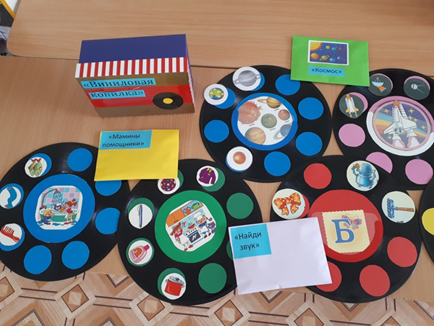 «Виниловая
копилка»
«Космос»
«Мамины
помощники»
«Найди
звук»
Б